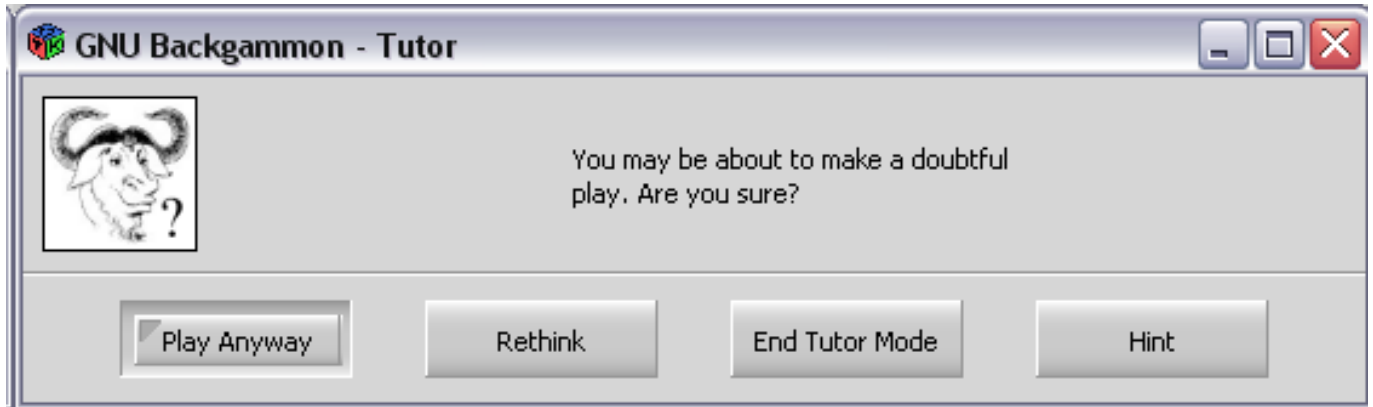 GNU Backgammon - Tutor
?
You may be about to make a doubtful
play. Are you sure?
Play Anyway
Rethink
End Tutor Mode
Hint